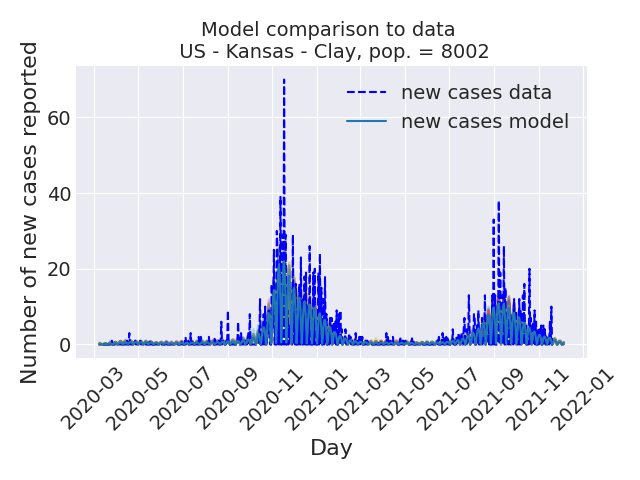 Model comparison to data
US - Kansas - Clay, pop. = 8002
Number of new cases reported
60
40
20
0
new cases data
new cases model
2020-03
2020-05
2020-07
2020-09
2020-11
2021-01
2021-03
2021-05
2021-07
2021-09
2021-11
2022-01
Day